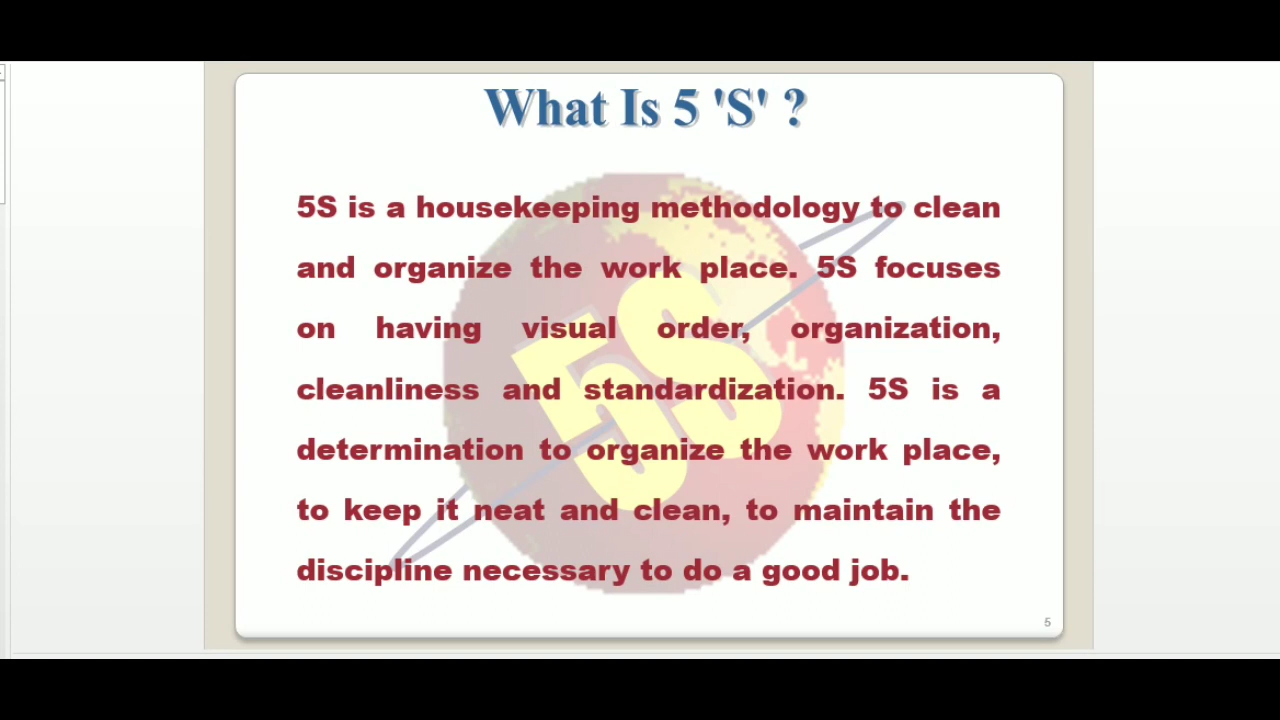 What Is 5 'S' ?
5S is a housekeeping methodology to clean
and organize the work place. 5S focuses
on having visual order, organization,
cleanliness and standardization. 5S is a
determination to organize the work place,
to keep it neat and clean, to maintain the
discipline necessary to do a good job.
5S
5